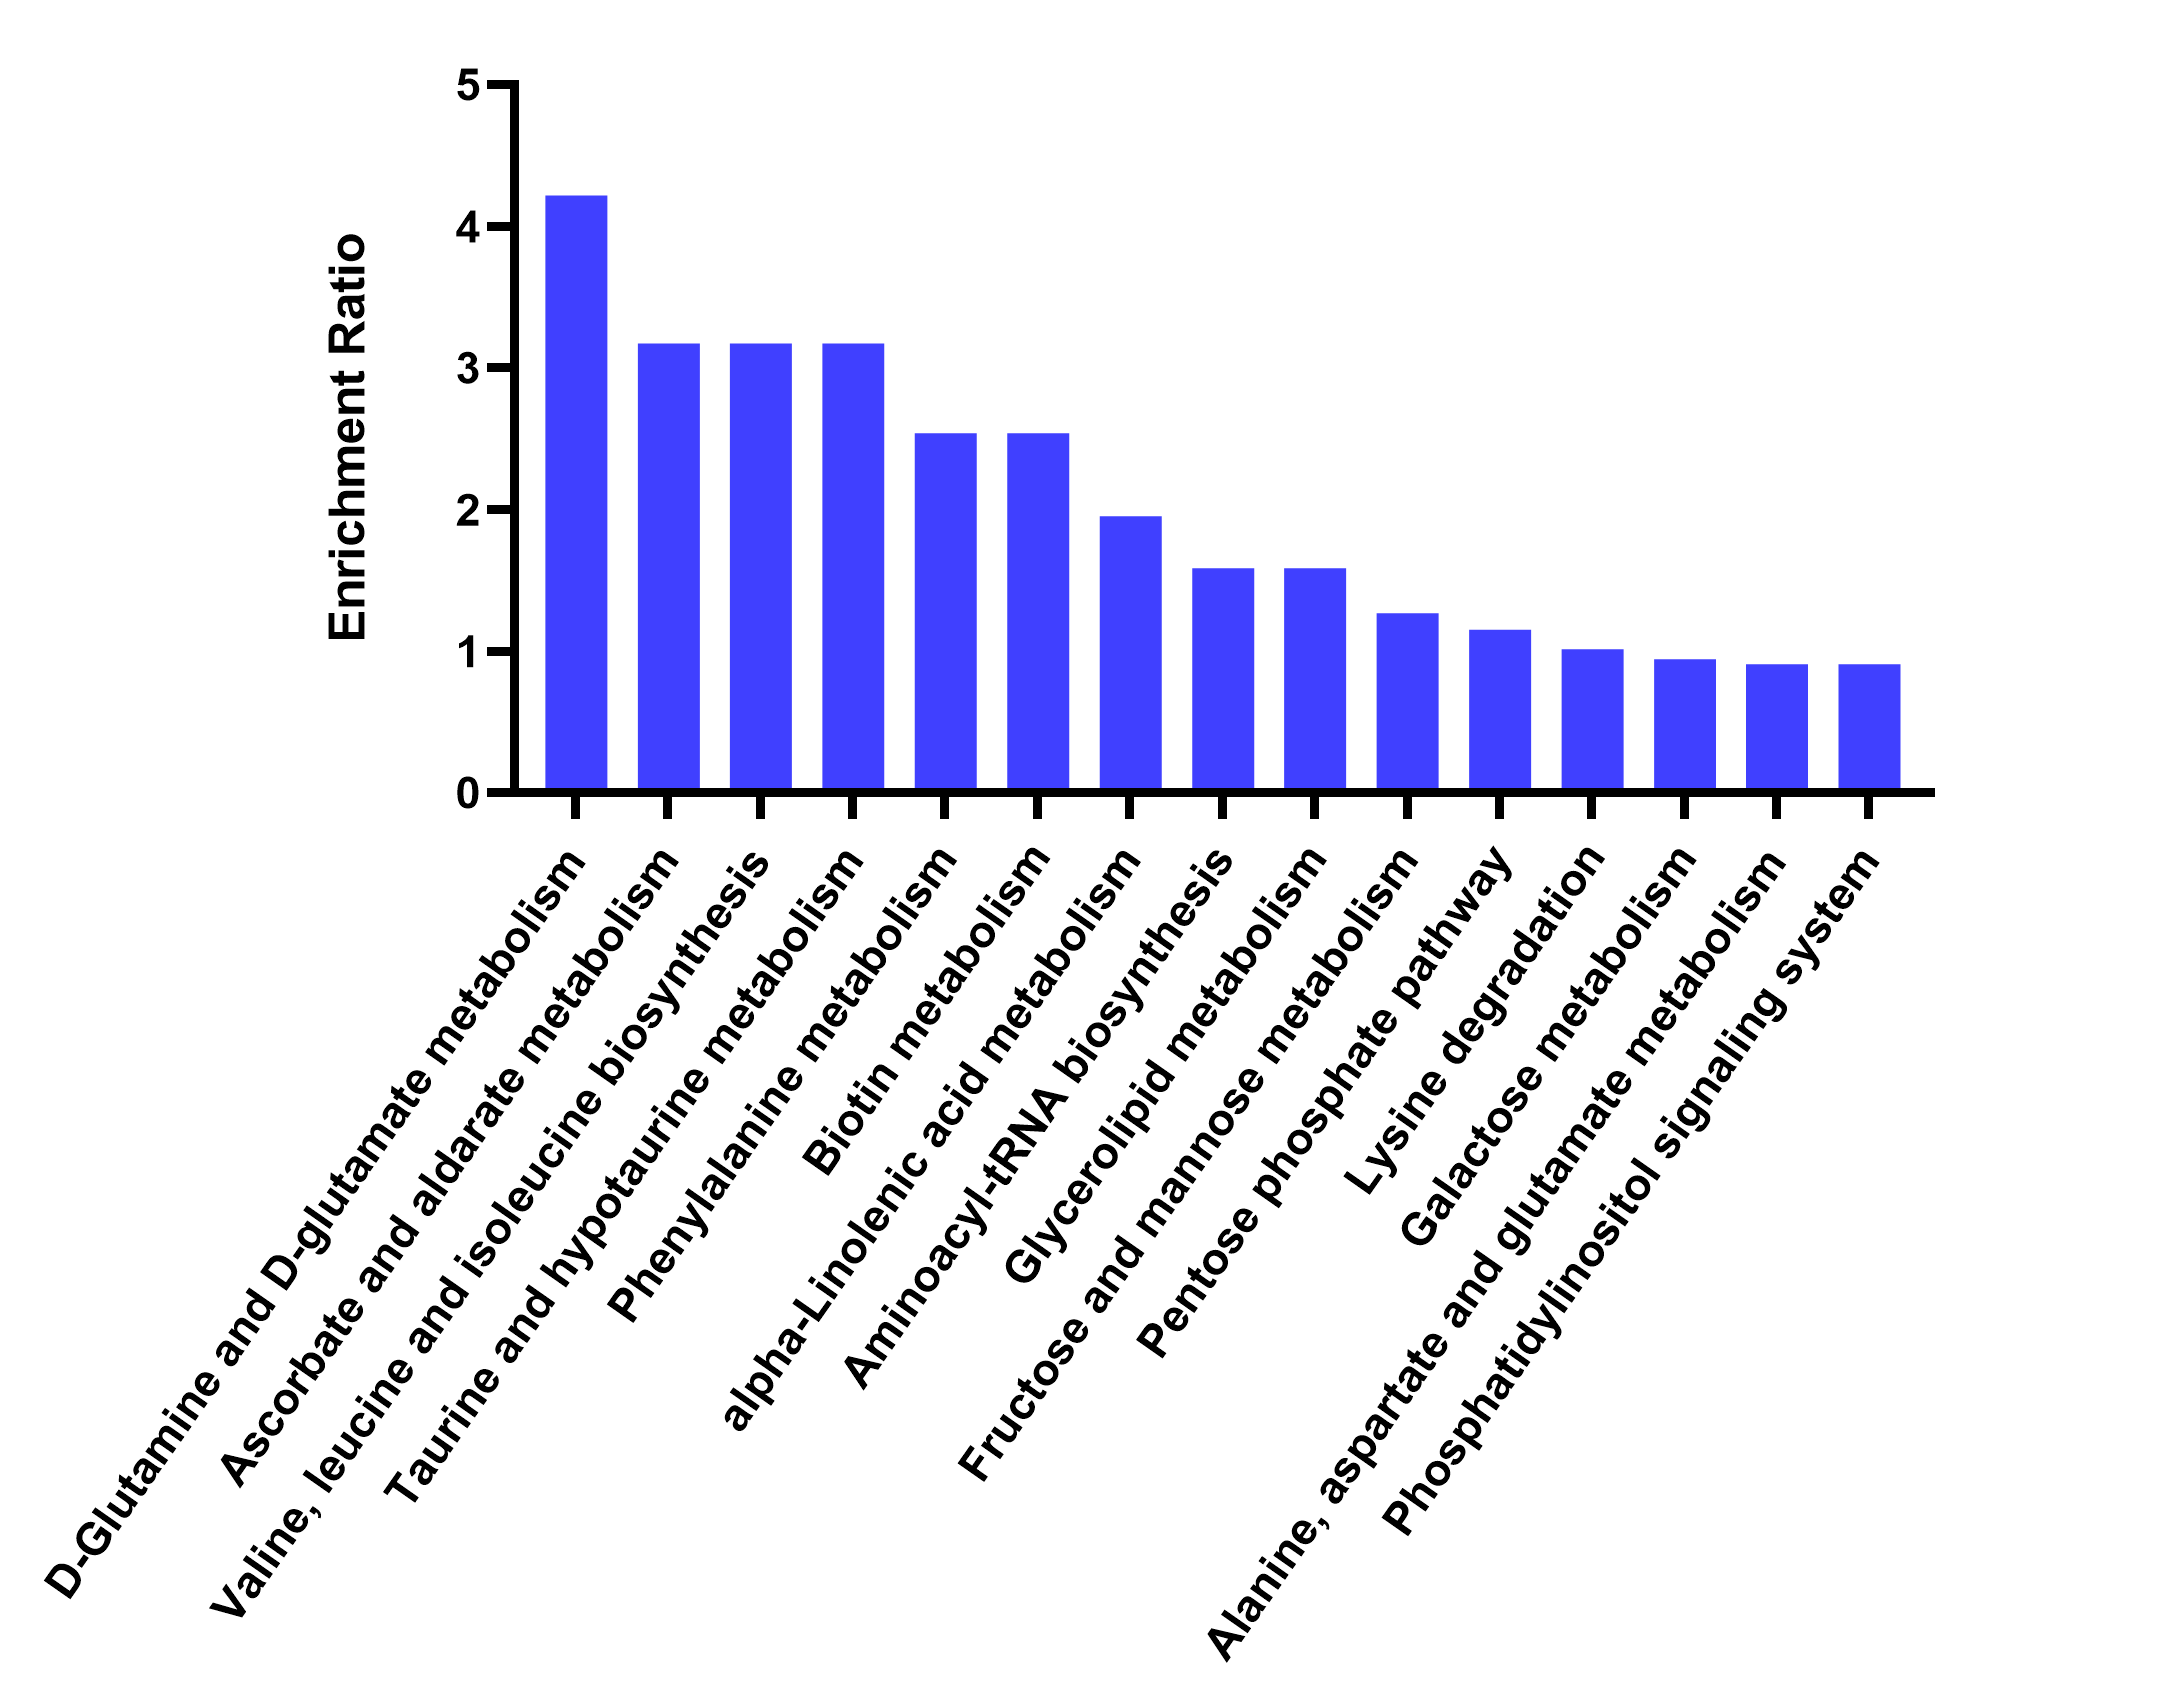 Enrichment Ratio
5
4
3
2
1
0
D-Glutamine and D-glutamate metabolism
Ascorbate and aldarate metabolism
Valine, leucine and isoleucine biosynthesis
Taurine and hypotaurine metabolism
Phenylalanine metabolism
Biotin metabolism
alpha-Linolenic acid metabolism
Aminoacyl-tRNA biosynthesis
Glycerolipid metabolism
Fructose and mannose metabolism
Pentose phosphate pathway
Lysine degradation
Galactose metabolism
Alanine, aspartate and glutamate metabolism
Phosphatidylinositol signaling system